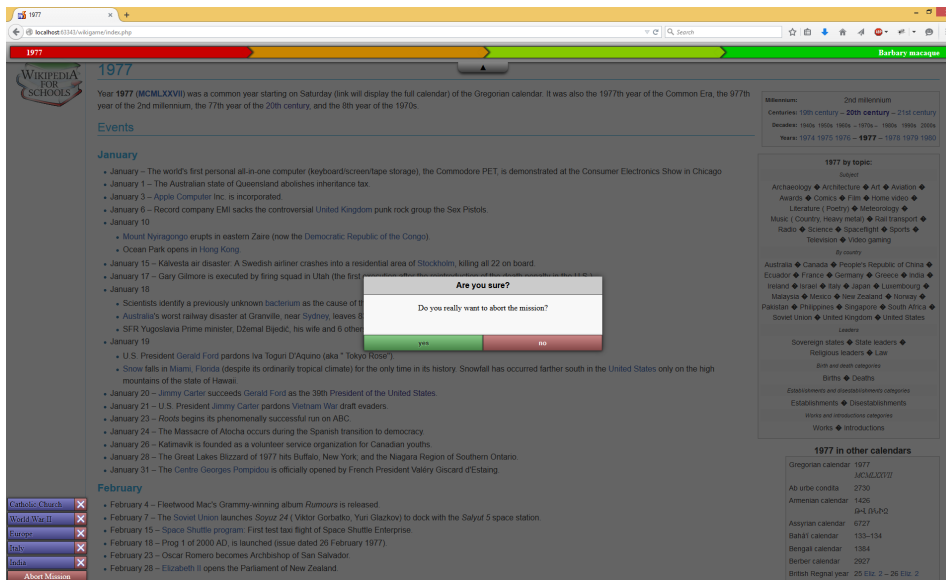 1977
localhost:63343/wikigame/index.php
Search
1977
Barbary macaque
WIKIPEDIA
FOR
SCHOOLS
1977
Year 1977 (MCMLXXVII) was a common year starting on Saturday (link will display the full calendar) of the Gregorian calendar. It was also the 1977th year of the Common Era, the 977th
year of the 2nd millennium, the 77th year of the 20th century, and the 8th year of the 1970s.
Events
January
January – The world's first personal all-in-one computer (keyboard/screen/tape storage), the Commodore PET, is demonstrated at the Consumer Electronics Show in Chicago
January 1 – The Australian state of Queensland abolishes inheritance tax.
January 3 – Apple Computer Inc. is incorporated.
January 6 – Record company EMI sacks the controversial United Kingdom punk rock group the Sex Pistols.
January 10
Mount Nyiragongo erupts in eastern Zaire (now the Democratic Republic of the Congo).
Ocean Park opens in Hong Kong.
January 15 – Kälvesta air disaster: A Swedish airliner crashes into a residential area of Stockholm, killing all 22 on board.
January 17 – Gary Gilmore is executed by firing squad in Utah (the first execution after the reintroduction of the death penalty in the U.S.).
January 18
Scientists identify a previously unknown bacterium as the cause of th
Australia's worst railway disaster at Granville, near Sydney, leaves 8
SFR Yugoslavia Prime minister, Džemal Bijedić, his wife and 6 other
January 19
U.S. President Gerald Ford pardons Iva Toguri D'Aquino (aka " Tokyo Rose")
Snow falls in Miami, Florida (despite its ordinarily tropical climate) for the only time in its history. Snowfall has occurred farther south in the United States only on the high
mountains of the state of Hawaii.
January 20 – Jimmy Carter succeeds Gerald Ford as the 39th President of the United States.
January 21 – U.S. President Jimmy Carter pardons Vietnam War draft evaders.
January 23 – Roots begins its phenomenally successful run on ABC.
January 24 – The Massacre of Atocha occurs during the Spanish transition to democracy.
January 26 – Katimavik is founded as a volunteer service organization for Canadian youths.
January 28 – The Great Lakes Blizzard of 1977 hits Buffalo, New York, and the Niagara Region of Southern Ontario.
January 31 – The Centre Georges Pompidou is officially opened by French President Valéry Giscard d'Estaing.
February
February 4 – Fleetwood Mac's Grammy-winning album Rumours is released.
February 7 – The Soviet Union launches Soyuz 24 ( Viktor Gorbatko, Yuri Glazkov) to dock with the Salyut 5 space station.
February 15 – Space Shuttle program: First test taxi flight of Space Shuttle Enterprise.
February 18 – Prog 1 of 2000 AD, is launched (issue dated 26 February 1977).
February 23 – Oscar Romero becomes Archbishop of San Salvador.
February 28 – Elizabeth II opens the Parliament of New Zealand.
Are you sure?
Do you really want to abort the mission?
yes
no
Millennium: 2nd millennium
Centuries: 19th century – 20th century – 21st century
Decades: 1940s 1950s 1960s – 1970s – 1980s 1990s 2000s
Years: 1974 1975 1976 – 1977 – 1978 1979 1980
1977 by topic:
Subject
Archaeology � Architecture � Art � Aviation �
Awards � Comics � Film � Home video �
Literature ( Poetry) � Meteorology �
Music ( Country, Heavy metal) � Rail transport �
Radio � Science � Spaceflight � Sports �
Television � Video gaming
By country
Australia � Canada � People's Republic of China �
Ecuador � France � Germany � Greece � India �
Ireland � Israel � Italy � Japan � Luxembourg �
Malaysia � Mexico � New Zealand � Norway �
Pakistan � Philippines � Singapore � South Africa �
Soviet Union � United Kingdom � United States
Leaders
Sovereign states � State leaders �
Religious leaders � Law
Birth and death categories
Births � Deaths
Establishments and disestablishments categories
Establishments � Disestablishments
Works and introductions categories
Works � Introductions
1977 in other calendars
Gregorian calendar 1977
MCMLXXVII
Ab urbe condita 2730
Armenian calendar 1426
Assyrian calendar 6727
Bahá'í calendar 133–134
Bengali calendar 1384
Berber calendar 2927
British Regnal year 25 Eliz. 2 – 26 Eliz. 2
Catholic Church
World War II
Europe
Italy
India
Abort Mission